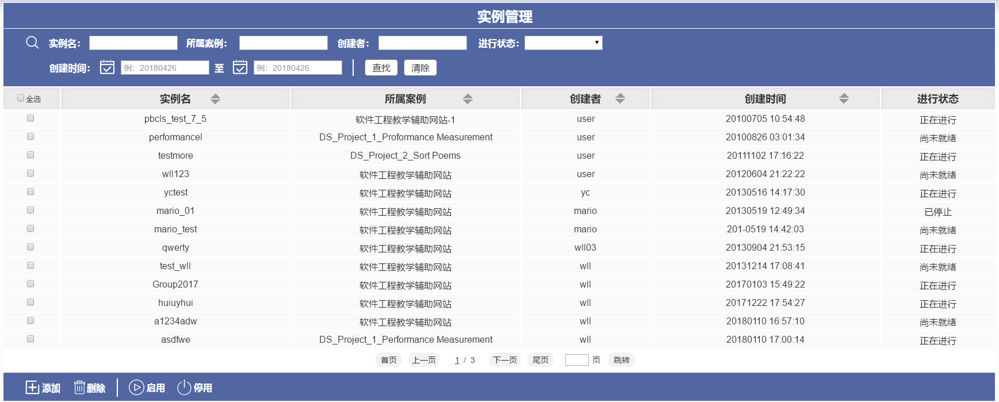 实例管理
实例名: 所属案例: 创建者: 进行状态:
创建时间: 例: 20180426 至 例: 20180426 查找 清除
全选 实例名 所属案例 创建者 创建时间 进行状态
pbcls_test_7_5 软件工程教学辅助网站-1 user 20100705 10:54:48 正在进行
performancel DS_Project_1_Proformance Measurement user 20100826 03:01:34 尚未就绪
testmore DS_Project_2_Sort Poems user 20111102 17:16:22 正在进行
wll123 软件工程教学辅助网站 user 20120604 21:22:22 尚未就绪
yctest 软件工程教学辅助网站 yc 20130516 14:17:30 正在进行
mario_01 软件工程教学辅助网站 mario 20130519 12:49:34 已停止
mario_test 软件工程教学辅助网站 mario 201-0519 14:42:03 尚未就绪
qwerty 软件工程教学辅助网站 wll03 20130904 21:53:15 正在进行
test_wll 软件工程教学辅助网站 wll 20131214 17:08:41 尚未就绪
Group2017 软件工程教学辅助网站 wll 20170103 15:49:22 正在进行
huiuyhui 软件工程教学辅助网站 wll 20171222 17:54:27 正在进行
a1234adw 软件工程教学辅助网站 wll 20180110 16:57:10 尚未就绪
asdfwe DS_Project_1_Performance Measurement wll 20180110 17:00:14 正在进行
首页 上一页 1 / 3 下一页 尾页 页 跳转
添加 删除 启用 停用